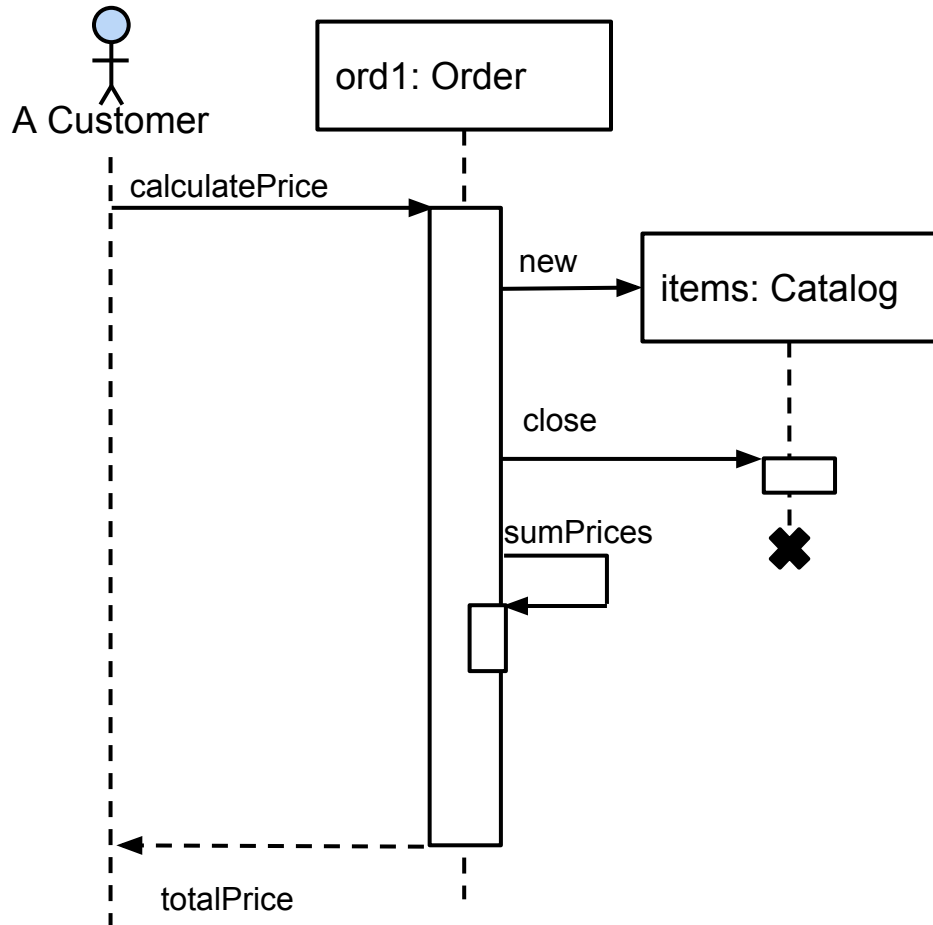 ord1: Order
A Customer
calculatePrice
new
items: Catalog
close
sumPrices
totalPrice